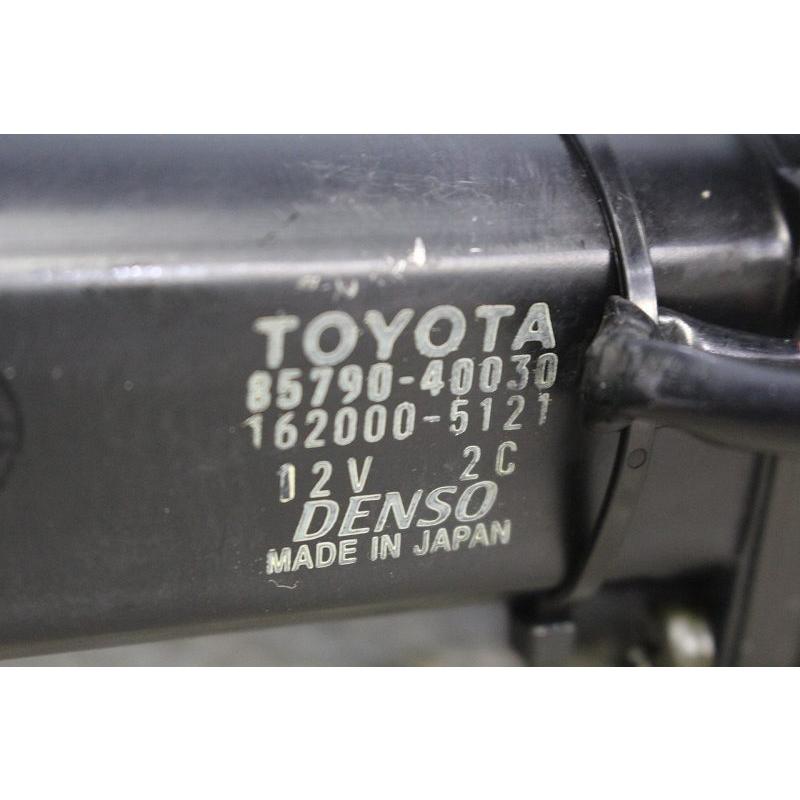 TOYOTA
85790-40030
162000-5121
12V 2C
DENSO
MADE IN JAPAN